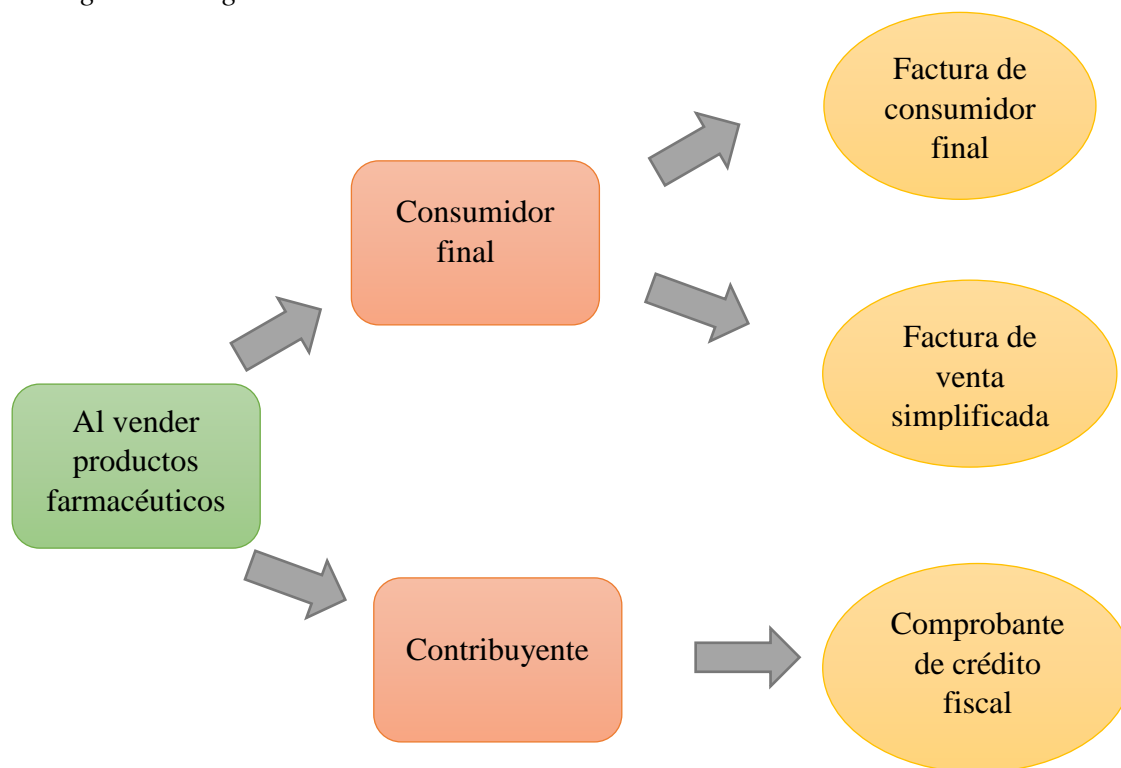 Factura de
consumidor
final
Consumidor
final
Factura de
venta
simplificada
Al vender
productos
farmacéuticos
Contribuyente
Comprobante
de crédito
fiscal